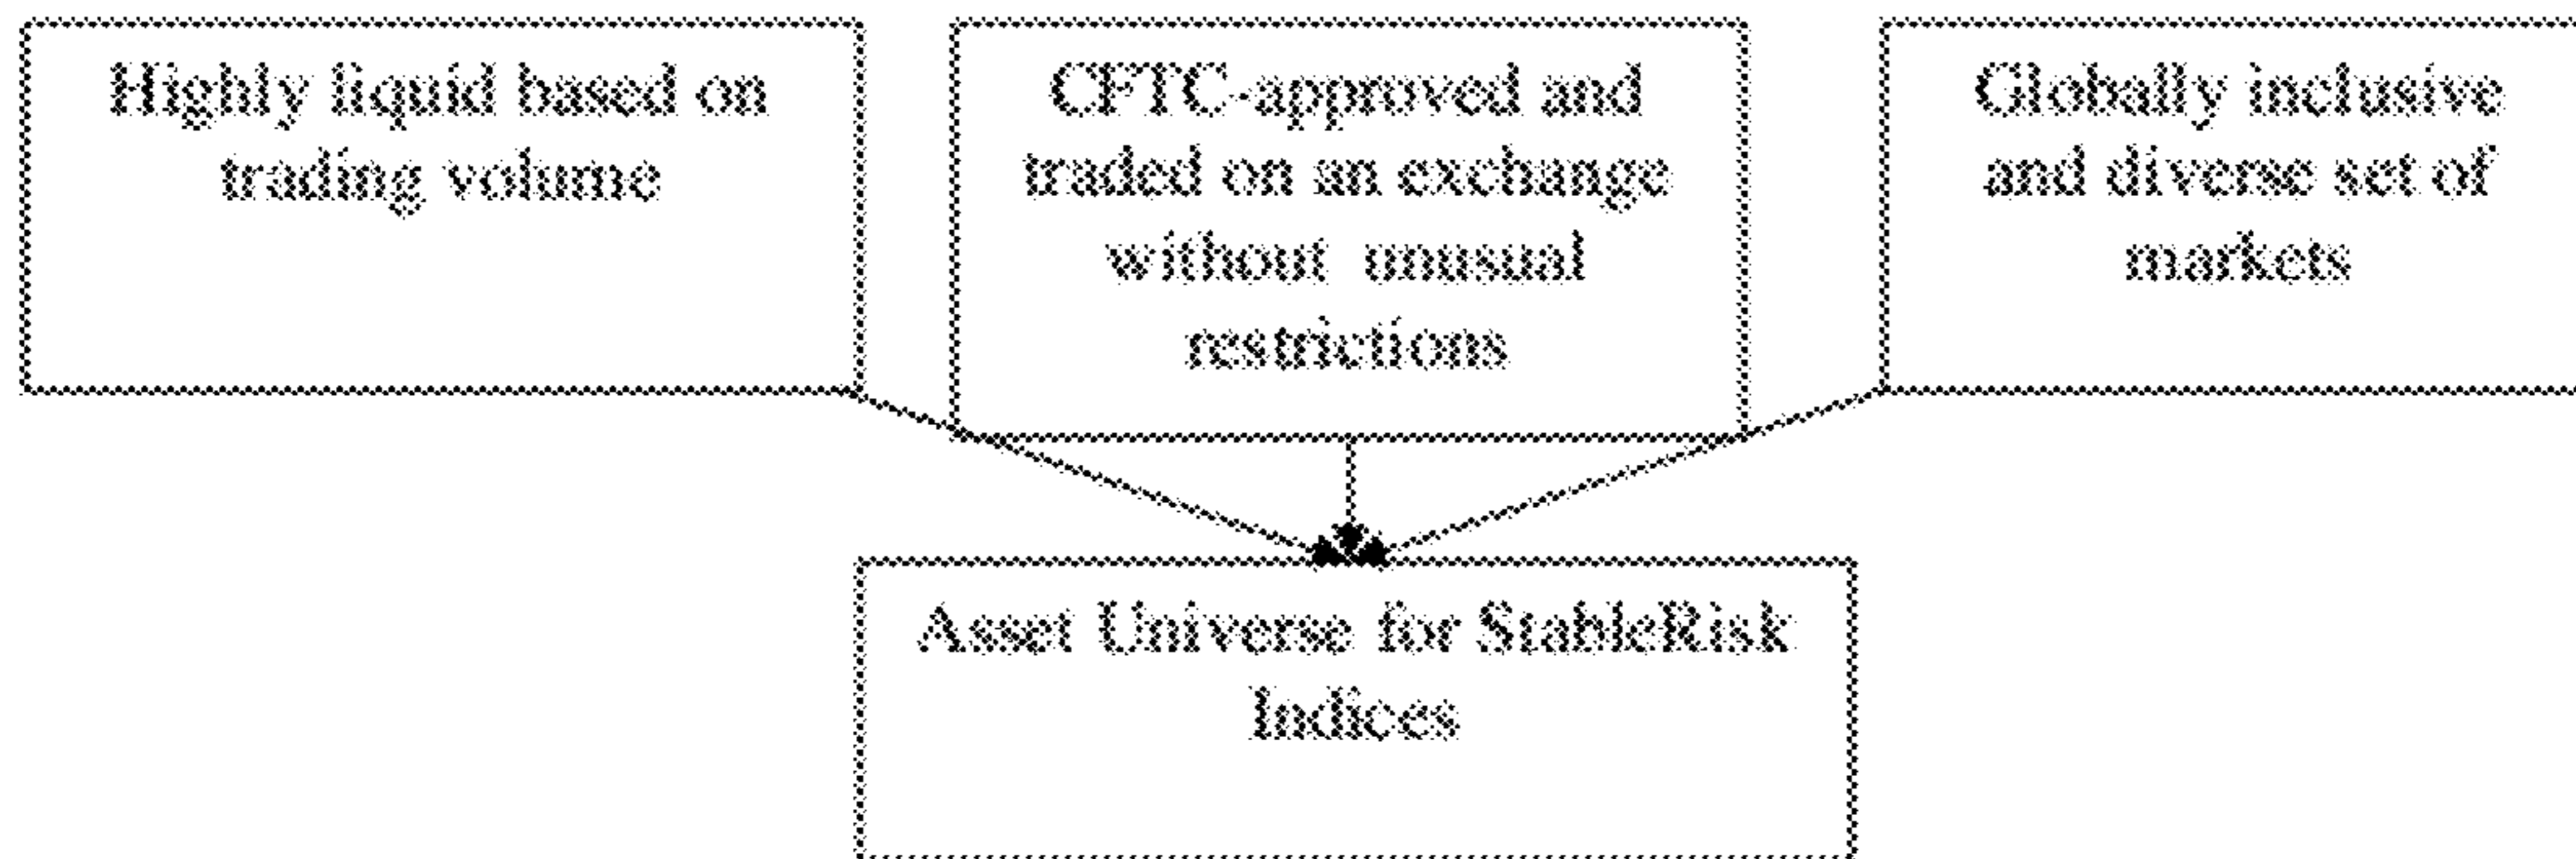 Highly liquid based on
trading volume
CFTC-approved and
traded on an exchange
without unusual
restrictions
Globally inclusive
and diverse set of
markets
Asset Universe for StableRisk
Indices